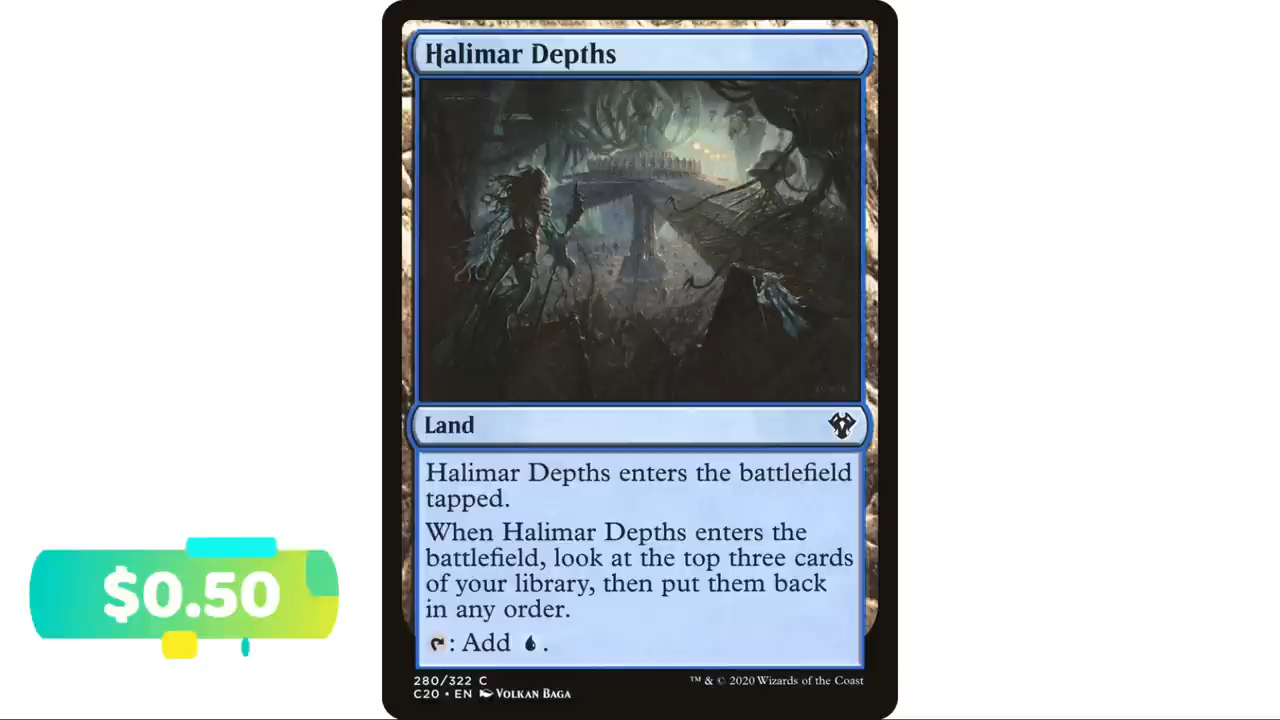 Halimar Depths
Land
Halimar Depths enters the battlefield
tapped.
When Halimar Depths enters the
battlefield, look at the top three cards
of your library, then put them back
in any order.
: Add .
$0.50
280/322 C
C20 • EN VOLKAN BAGA
™ & © 2020 Wizards of the Coast